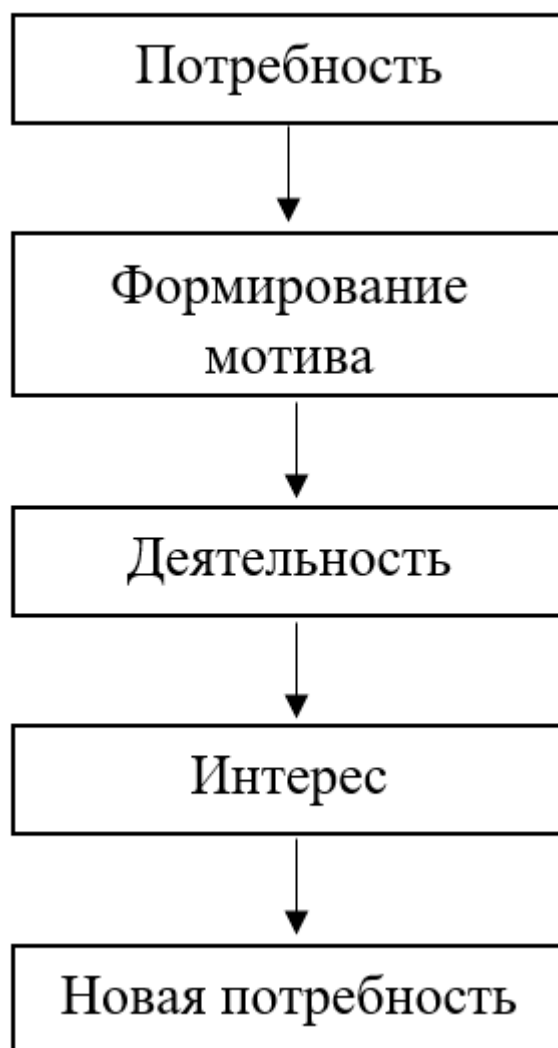 Потребность
Формирование
мотива
Деятельность
Интерес
Новая потребность